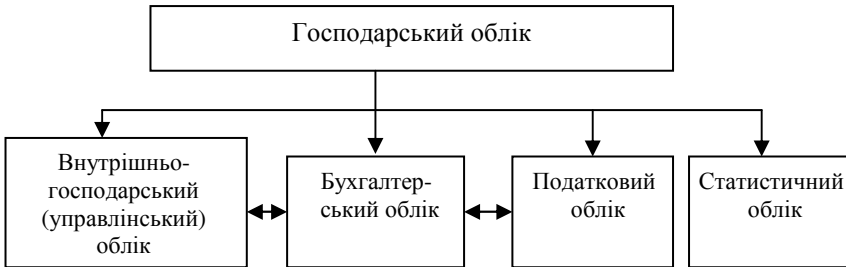 Господарський облік
Внутрішньо-
господарський
(управлінський)
облік
Бухгалтер-
ський облік
Податковий
облік
Статистичний
облік